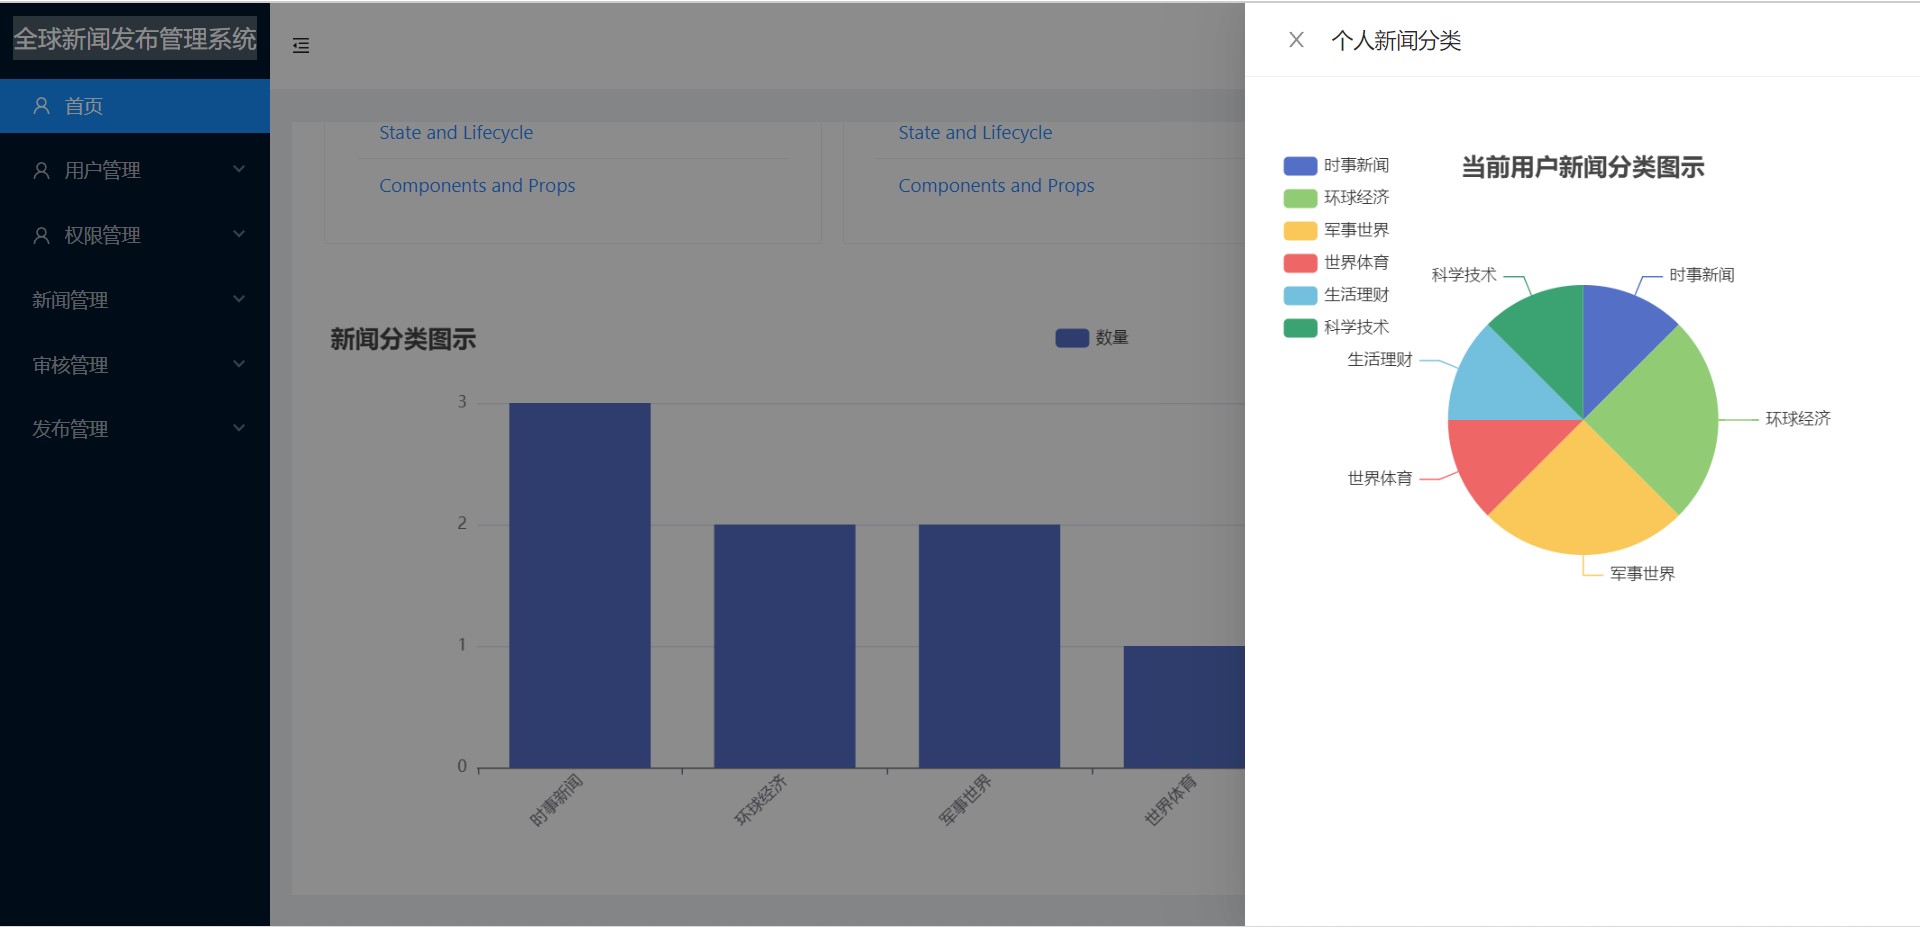 全球新闻发布管理系统
首页
用户管理
权限管理
新闻管理
审核管理
发布管理
State and Lifecycle
Components and Props
State and Lifecycle
Components and Props
新闻分类图示
数量
3
2
1
0
时事新闻
环球经济
军事世界
世界体育
个人新闻分类
当前用户新闻分类图示
时事新闻
环球经济
军事世界
世界体育
生活理财
科学技术
科学技术
时事新闻
生活理财
环球经济
世界体育
军事世界